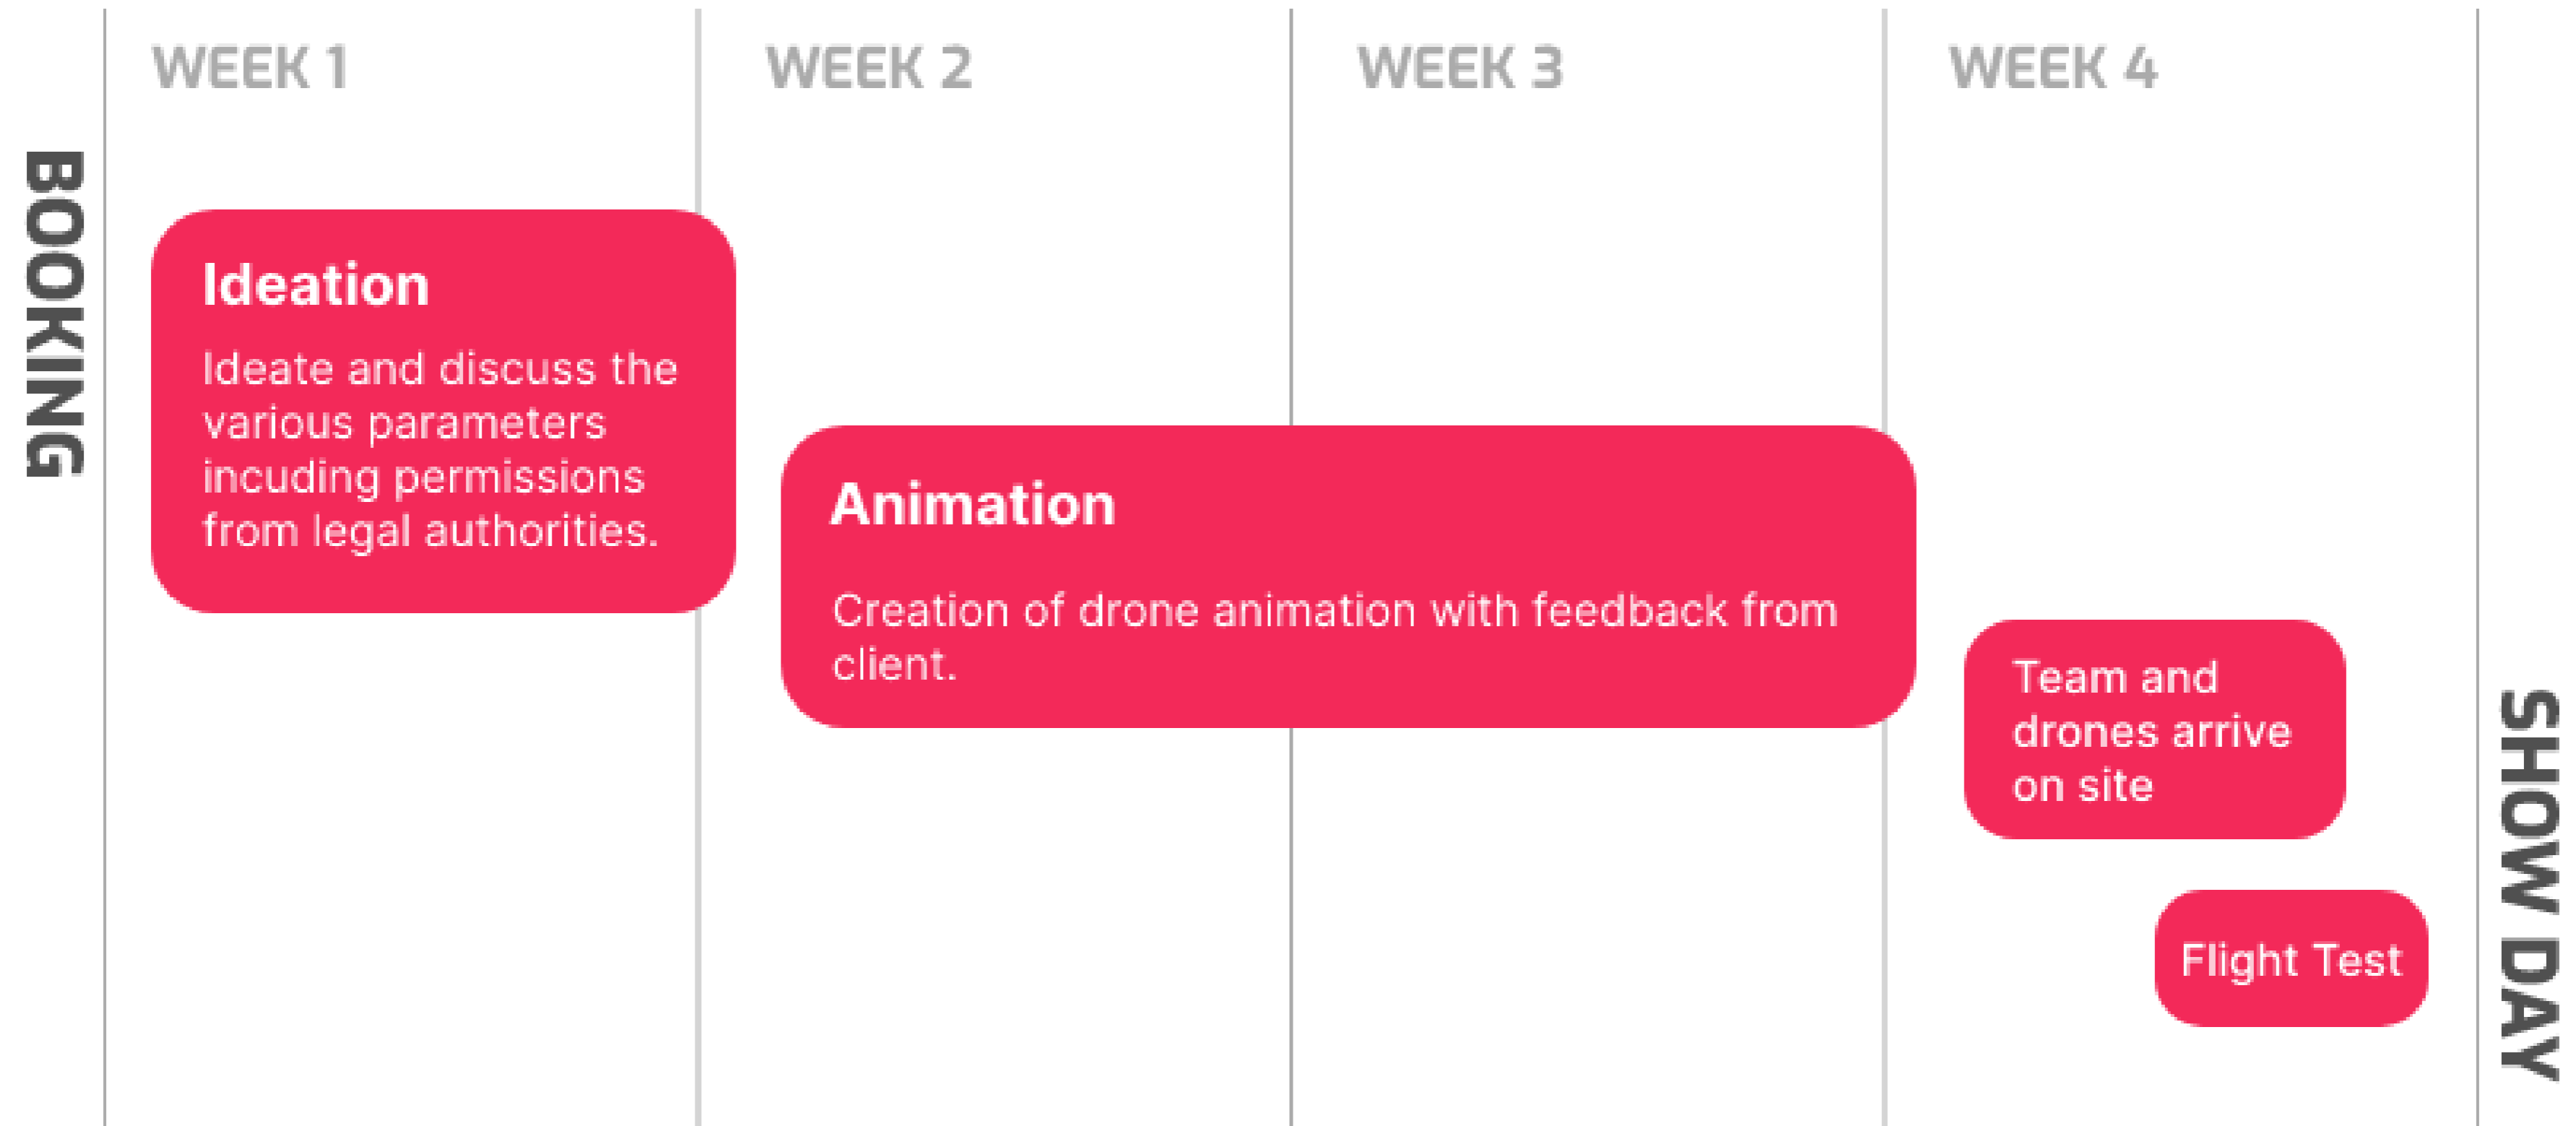 WEEK 1
WEEK 2
WEEK 3
WEEK 4
BOOKING
Ideation
Ideate and discuss the
various parameters
incuding permissions
from legal authorities.
Animation
Creation of drone animation with feedback from
client.
Team and
drones arrive
on site
Flight Test
SHOW DAY